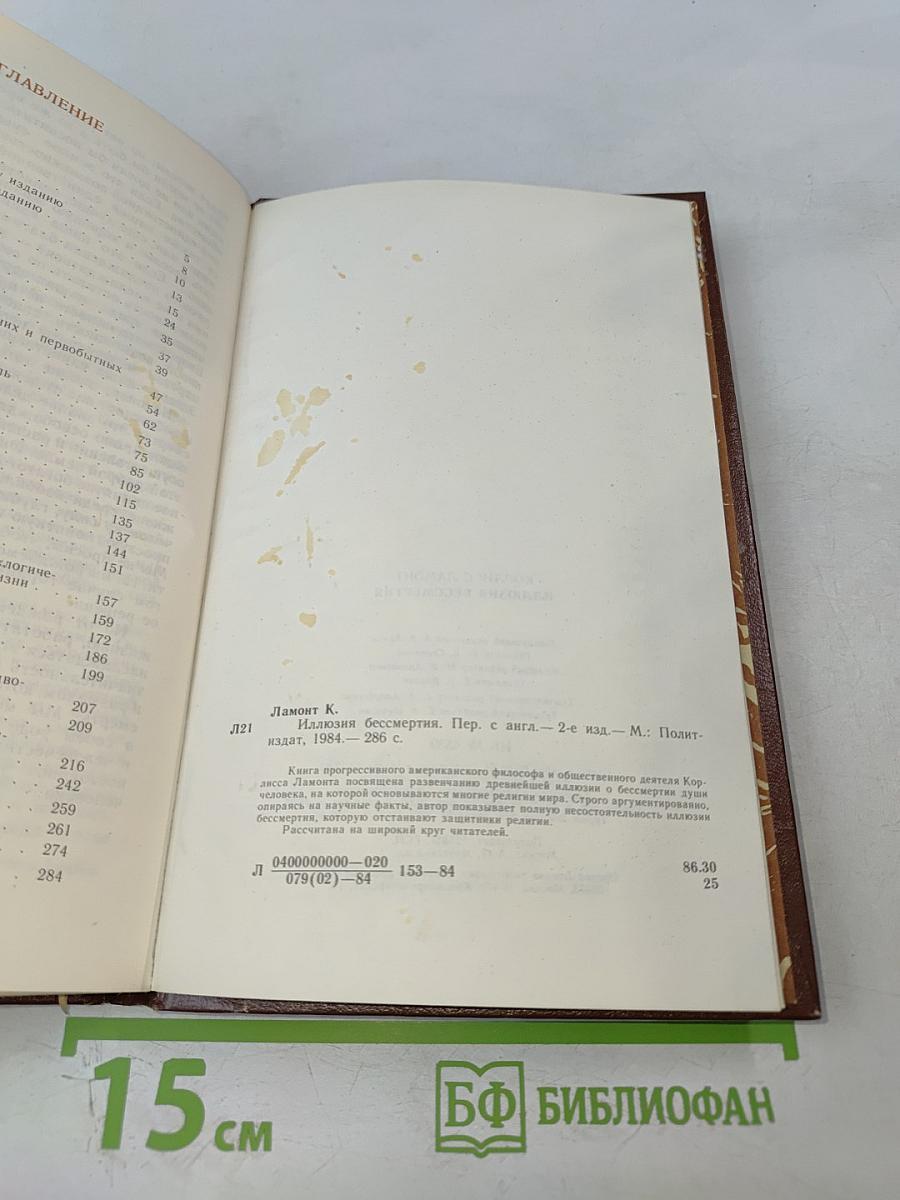 ГЛАВЛЕНИЕ
изданию
зданию
5
8
10
13
15
24
35
37
них и первобытных
39
47
54
62
73
75
85
102
115
135
137
144
151
логиче-
зни
157
159
172
186
199
во-
207
209
216
242
259
261
274
284
Ламонт К.
Л21 Иллюзия бессмертия. Пер. с англ.— 2-е изд.— М.: Полит-
издат, 1984.— 286 с.
Книга прогрессивного американского философа и общественного деятеля Кор-
лисса Ламонта посвящена развенчанию древнейшей иллюзии о бессмертии души
человека, на которой основываются многие религии мира. Строго аргументированно,
опираясь на научные факты, автор показывает полную несостоятельность иллюзии
бессмертия, которую отстаивают защитники религии.
Рассчитана на широкий круг читателей.
Л 0400000000—020
079(02)—84
153—84
86.30
25
15 см
БФ БИБЛИОФАН